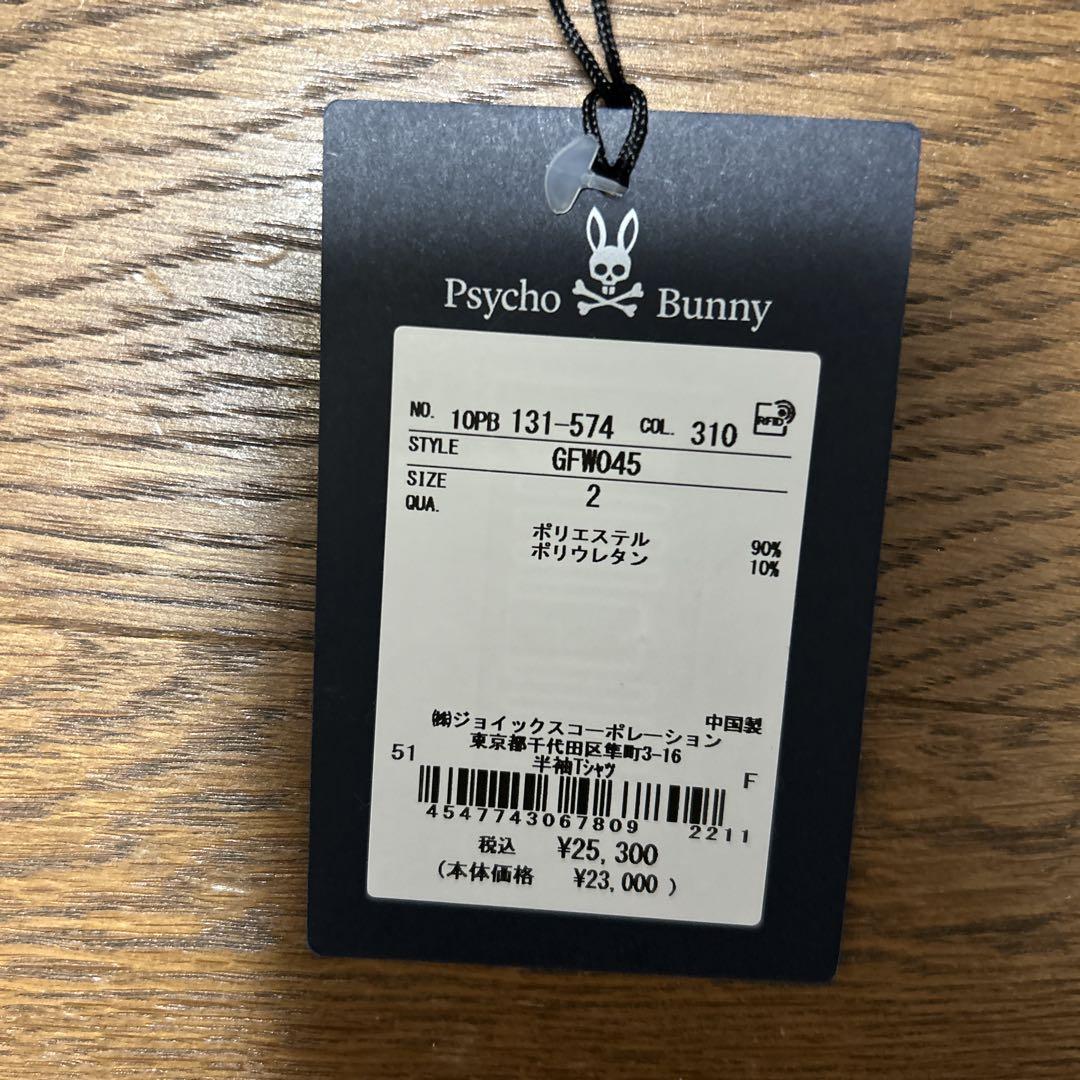 Psycho Bunny
NO. 10PB 131-574 COL. 310 RFID
STYLE GFW045
SIZE 2
QUA.
ポリエステル 90%
ポリウレタン 10%
中国製
㈱ジョイックスコーポレーション
東京都千代田区隼町3-16
51 半袖Tシャツ F
4547743067809 2211
税込 ¥25,300
(本体価格 ¥23,000 )